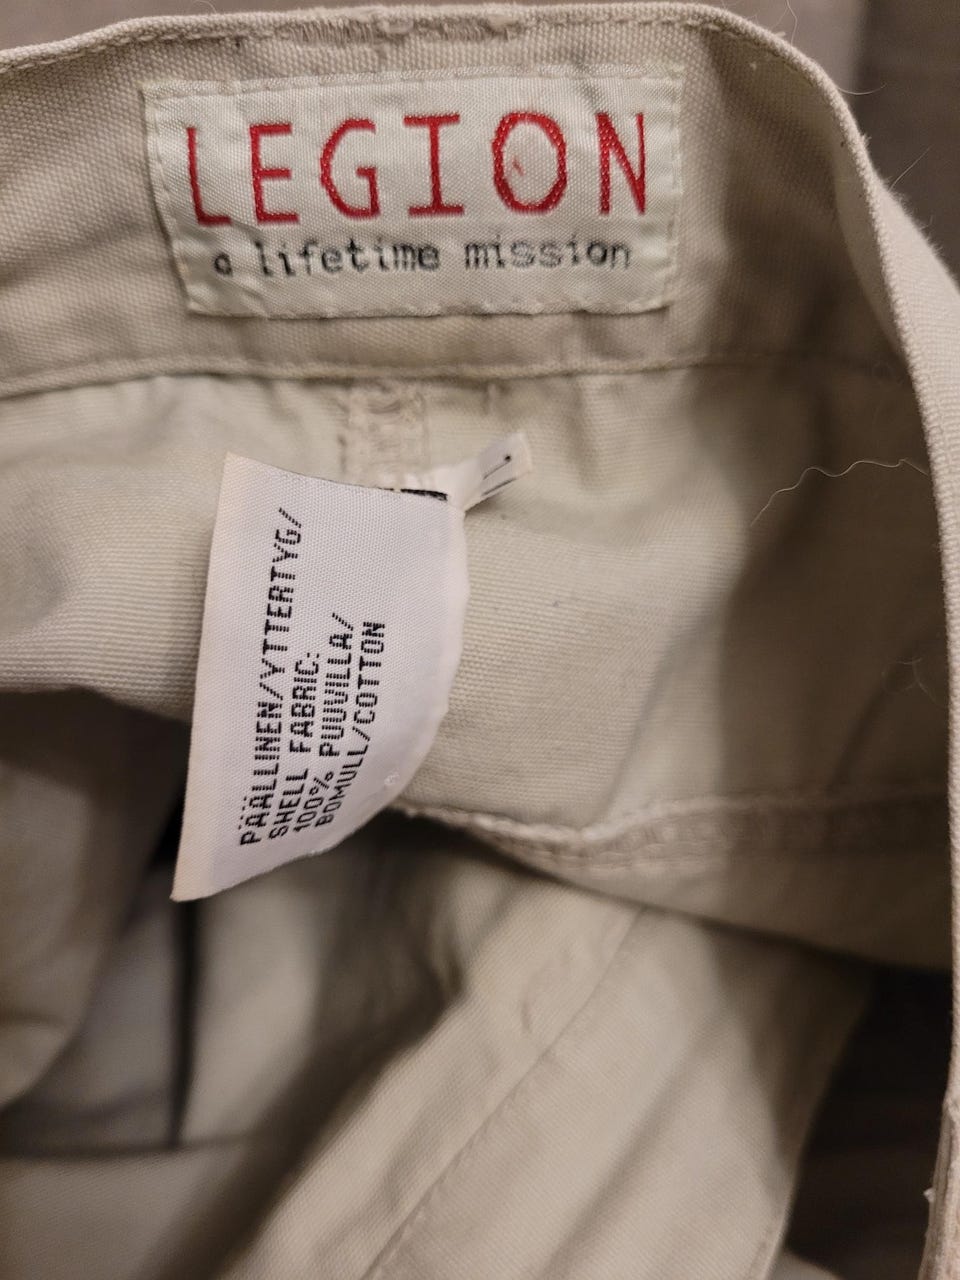 LEGION
a lifetime mission
PÄÄLLINEN/YTTERTYG/
SHELL FABRIC:
100% PUUVILLA/
BOMULL/COTTON